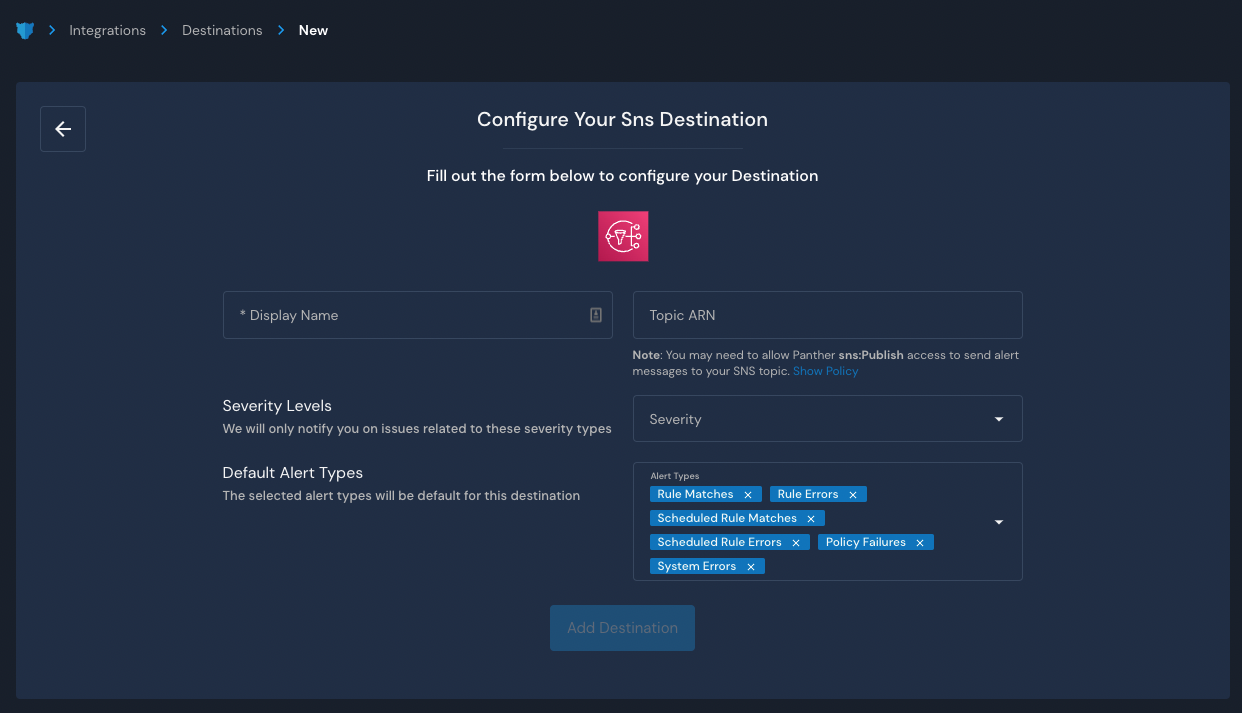 Integrations
Destinations
New
Configure Your Sns Destination
Fill out the form below to configure your Destination
* Display Name
Topic ARN
Note: You may need to allow Panther sns:Publish access to send alert
messages to your SNS topic. Show Policy
Severity Levels
We will only notify you on issues related to these severity types
Severity
Default Alert Types
The selected alert types will be default for this destination
Alert Types
Rule Matches Rule Errors
Scheduled Rule Matches
Scheduled Rule Errors Policy Failures
System Errors
Add Destination